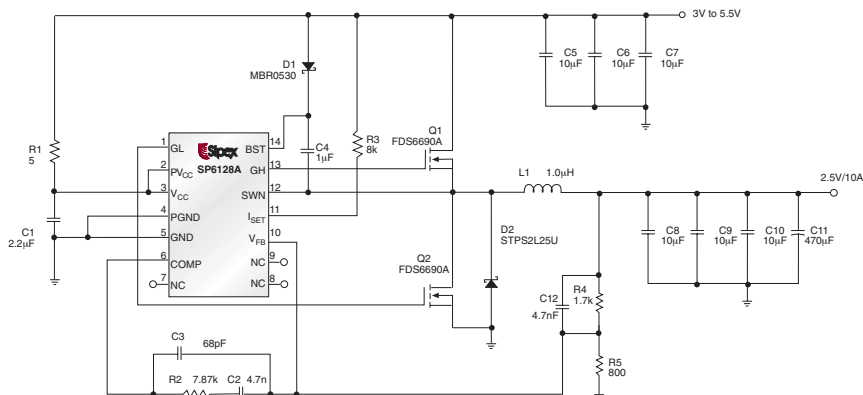 3V to 5.5V
C5
10µF
C6
10µF
C7
10µF
D1
MBR0530
Q1
FDS6690A
R1
5
1
GL
Sipex
SP6128A
BST
14
C4
1µF
R3
8k
2
PVCC
GH
13
3
VCC
SWN
12
L1 1.0µH
2.5V/10A
4
PGND
ISET
11
C1
2.2µF
5
GND
VFB
10
D2
STPS2L25U
C8
10µF
C9
10µF
C10
10µF
C11
470µF
6
COMP
NC
9
Q2
FDS6690A
7
NC
NC
8
C12
4.7nF
R4
1.7k
C3
68pF
R5
800
R2 7.87k C2 4.7n